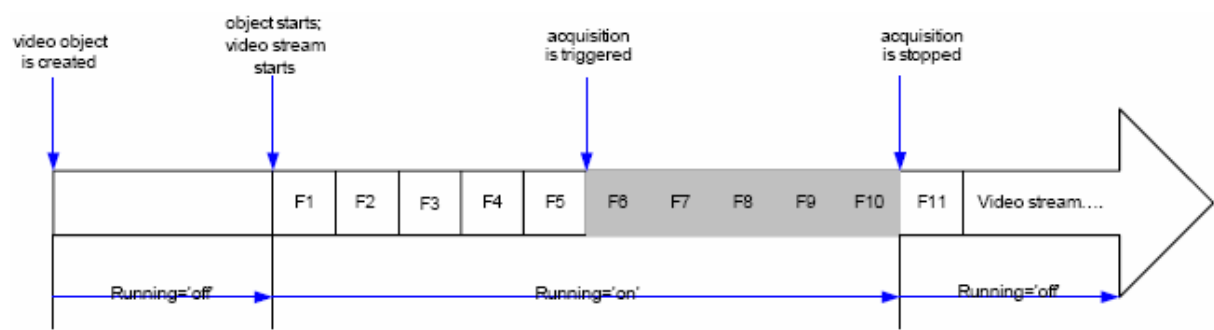 video object
is created
object starts;
video stream
starts
acquisition
is triggered
acquisition
is stopped
F1
F2
F3
F4
F5
F6
F7
F8
F9
F10
F11
Video stream....
Running='off'
Running='on'
Running='off'